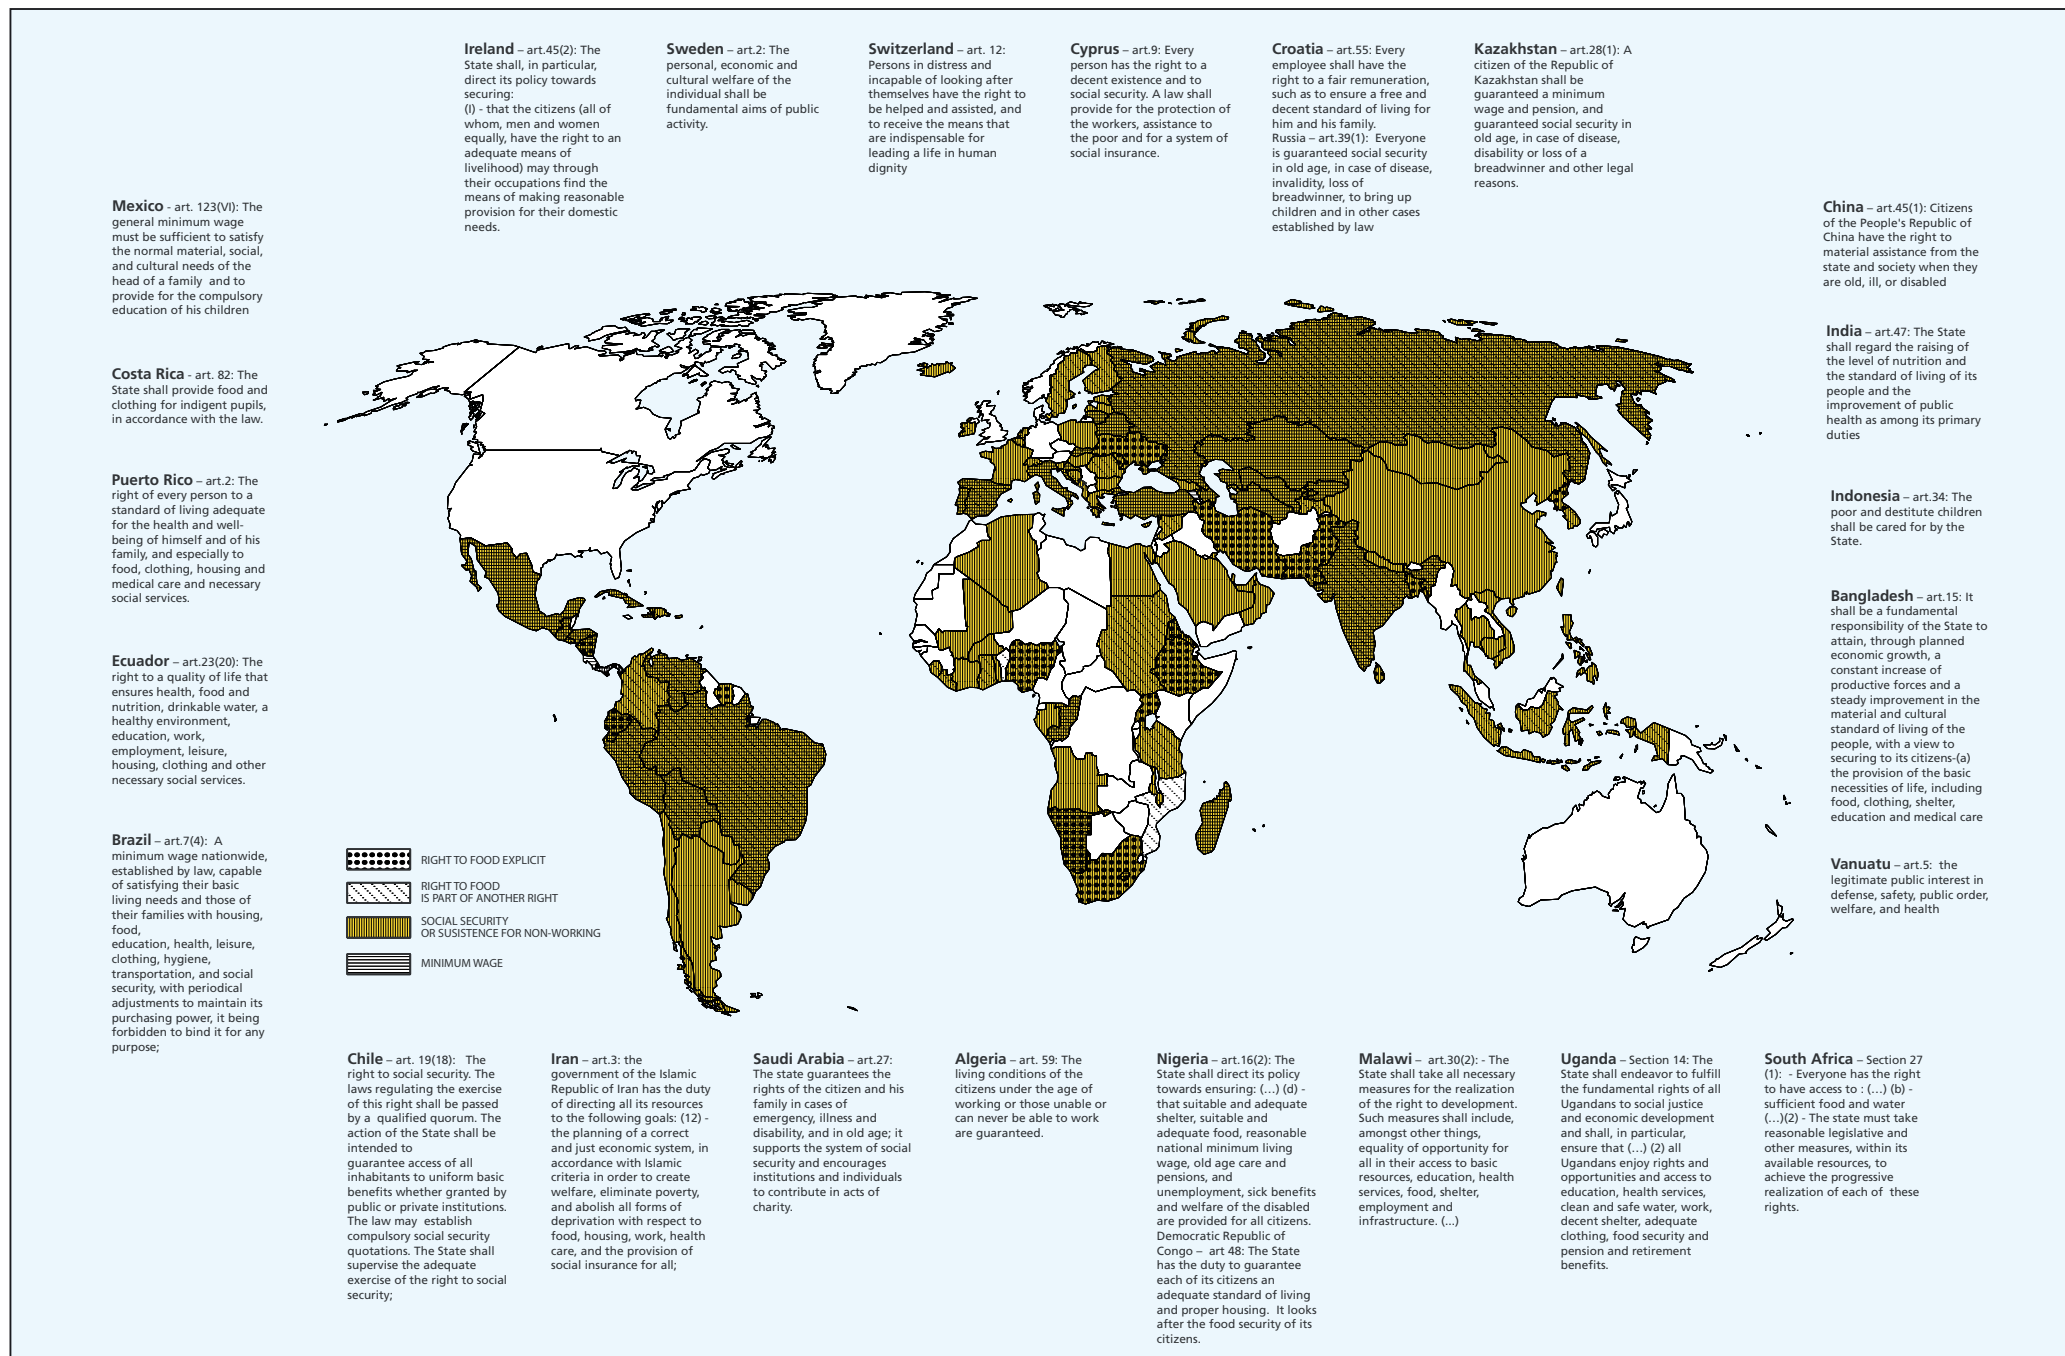 Ireland – art.45(2): The
State shall, in particular,
direct its policy towards
securing:
(I) - that the citizens (all of
whom, men and women
equally, have the right to an
adequate means of
livelihood) may through
their occupations find the
means of making reasonable
provision for their domestic
needs.
Sweden – art.2: The
personal, economic and
cultural welfare of the
individual shall be
fundamental aims of public
activity.
Switzerland – art. 12:
Persons in distress and
incapable of looking after
themselves have the right to
be helped and assisted, and
to receive the means that
are indispensable for
leading a life in human
dignity
Cyprus – art.9: Every
person has the right to a
decent existence and to
social security. A law shall
provide for the protection of
the workers, assistance to
the poor and for a system of
social insurance.
Croatia – art.55: Every
employee shall have the
right to a fair remuneration,
such as to ensure a free and
decent standard of living for
him and his family.
Russia – art.39(1): Everyone
is guaranteed social security
in old age, in case of disease,
invalidity, loss of
breadwinner, to bring up
children and in other cases
established by law
Kazakhstan – art.28(1): A
citizen of the Republic of
Kazakhstan shall be
guaranteed a minimum
wage and pension, and
guaranteed social security in
old age, in case of disease,
disability or loss of a
breadwinner and other legal
reasons.
Mexico - art. 123(VI): The
general minimum wage
must be sufficient to satisfy
the normal material, social,
and cultural needs of the
head of a family and to
provide for the compulsory
education of his children
Costa Rica - art. 82: The
State shall provide food and
clothing for indigent pupils,
in accordance with the law.
Puerto Rico – art.2: The
right of every person to a
standard of living adequate
for the health and well-
being of himself and of his
family, and especially to
food, clothing, housing and
medical care and necessary
social services.
Ecuador – art.23(20): The
right to a quality of life that
ensures health, food and
nutrition, drinkable water, a
healthy environment,
education, work,
employment, leisure,
housing, clothing and other
necessary social services.
Brazil – art.7(4): A
minimum wage nationwide,
established by law, capable
of satisfying their basic
living needs and those of
their families with housing,
food,
education, health, leisure,
clothing, hygiene,
transportation, and social
security, with periodical
adjustments to maintain its
purchasing power, it being
forbidden to bind it for any
purpose;
China – art.45(1): Citizens
of the People's Republic of
China have the right to
material assistance from the
state and society when they
are old, ill, or disabled
India – art.47: The State
shall regard the raising of
the level of nutrition and
the standard of living of its
people and the
improvement of public
health as among its primary
duties
Indonesia – art.34: The
poor and destitute children
shall be cared for by the
State.
Bangladesh – art.15: It
shall be a fundamental
responsibility of the State to
attain, through planned
economic growth, a
constant increase of
productive forces and a
steady improvement in the
material and cultural
standard of living of the
people, with a view to
securing to its citizens-(a)
the provision of the basic
necessities of life, including
food, clothing, shelter,
education and medical care
Vanuatu – art.5: the
legitimate public interest in
defense, safety, public order,
welfare, and health
RIGHT TO FOOD EXPLICIT
RIGHT TO FOOD
IS PART OF ANOTHER RIGHT
SOCIAL SECURITY
OR SUSISTENCE FOR NON-WORKING
MINIMUM WAGE
Chile – art. 19(18): The
right to social security. The
laws regulating the exercise
of this right shall be passed
by a qualified quorum. The
action of the State shall be
intended to
guarantee access of all
inhabitants to uniform basic
benefits whether granted by
public or private institutions.
The law may establish
compulsory social security
quotations. The State shall
supervise the adequate
exercise of the right to social
security;
Iran – art.3: the
government of the Islamic
Republic of Iran has the duty
of directing all its resources
to the following goals: (12) -
the planning of a correct
and just economic system, in
accordance with Islamic
criteria in order to create
welfare, eliminate poverty,
and abolish all forms of
deprivation with respect to
food, housing, work, health
care, and the provision of
social insurance for all;
Saudi Arabia – art.27:
The state guarantees the
rights of the citizen and his
family in cases of
emergency, illness and
disability, and in old age; it
supports the system of social
security and encourages
institutions and individuals
to contribute in acts of
charity.
Algeria – art. 59: The
living conditions of the
citizens under the age of
working or those unable or
can never be able to work
are guaranteed.
Nigeria – art.16(2): The
State shall direct its policy
towards ensuring: (...) (d) -
that suitable and adequate
shelter, suitable and
adequate food, reasonable
national minimum living
wage, old age care and
pensions, and
unemployment, sick benefits
and welfare of the disabled
are provided for all citizens.
Democratic Republic of
Congo – art 48: The State
has the duty to guarantee
each of its citizens an
adequate standard of living
and proper housing. It looks
after the food security of its
citizens.
Malawi – art.30(2): - The
State shall take all necessary
measures for the realization
of the right to development.
Such measures shall include,
amongst other things,
equality of opportunity for
all in their access to basic
resources, education, health
services, food, shelter,
employment and
infrastructure. (...)
Uganda – Section 14: The
State shall endeavor to fulfill
the fundamental rights of all
Ugandans to social justice
and economic development
and shall, in particular,
ensure that (...) (2) all
Ugandans enjoy rights and
opportunities and access to
education, health services,
clean and safe water, work,
decent shelter, adequate
clothing, food security and
pension and retirement
benefits.
South Africa – Section 27
(1): - Everyone has the right
to have access to : (...) (b) -
sufficient food and water
(...)(2) - The state must take
reasonable legislative and
other measures, within its
available resources, to
achieve the progressive
realization of each of these
rights.